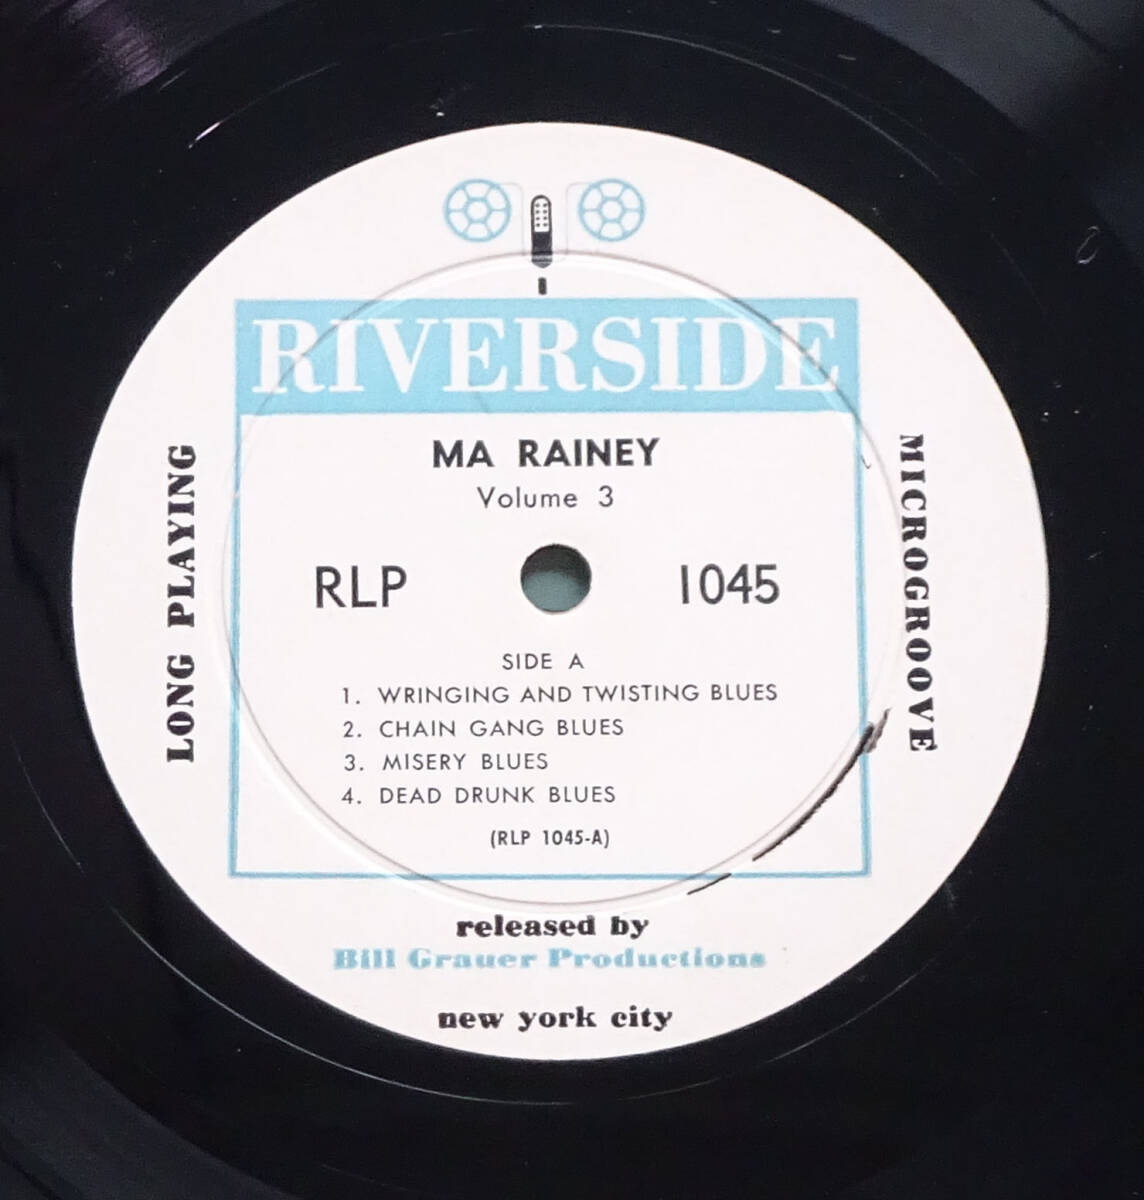 RIVERSIDE
MA RAINEY
Volume 3
RLP 1045
LONG PLAYING
MICROGROOVE
SIDE A
1. WRINGING AND TWISTING BLUES
2. CHAIN GANG BLUES
3. MISERY BLUES
4. DEAD DRUNK BLUES
(RLP 1045-A)
released by
Bill Grauer Productions
new york city